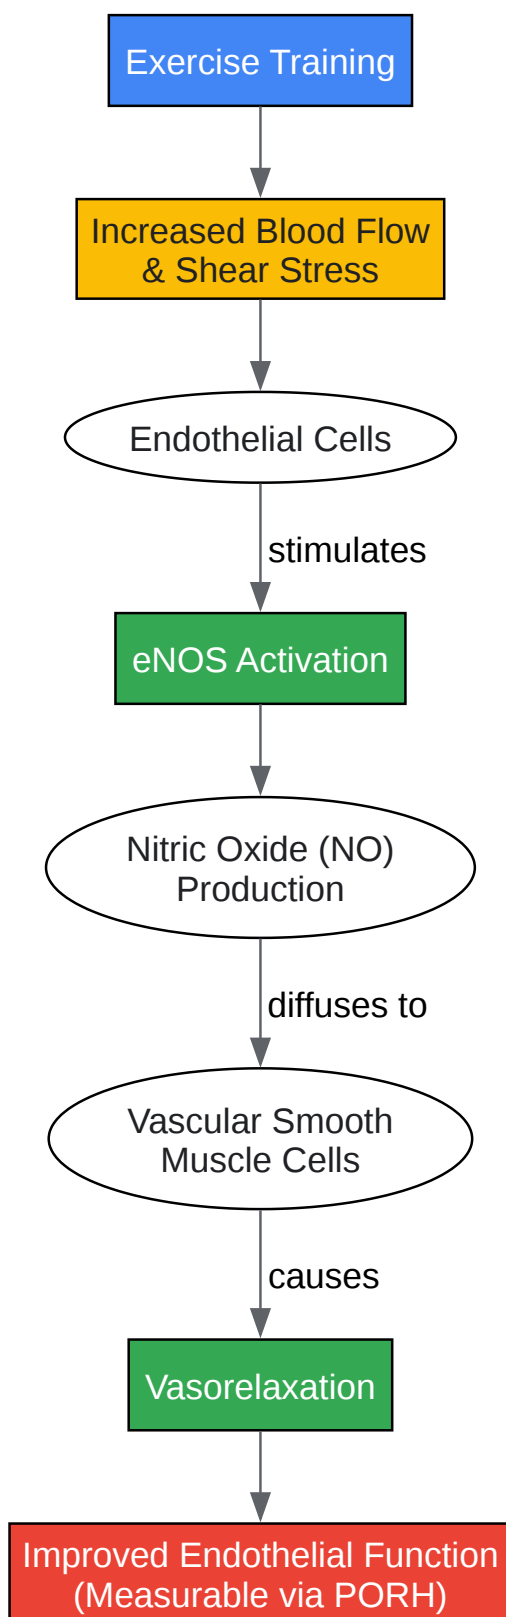 Exercise Training
Increased Blood Flow
& Shear Stress
Endothelial Cells
stimulates
eNOS Activation
Nitric Oxide (NO)
Production
diffuses to
Vascular Smooth
Muscle Cells
causes
Vasorelaxation
Improved Endothelial Function
(Measurable via PORH)